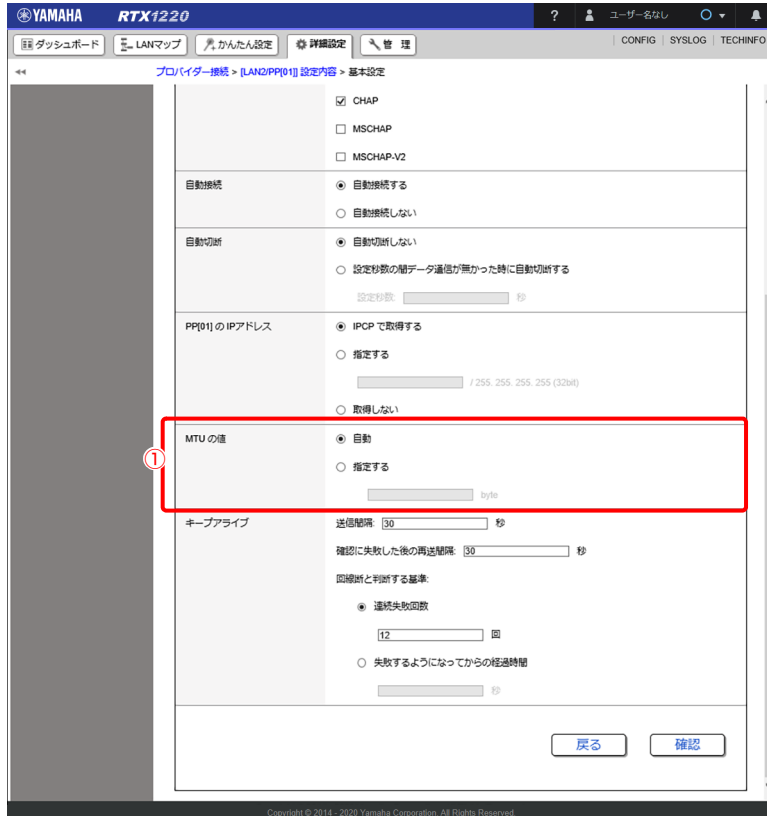 YAMAHA RTX1220 ? ユーザー名なし
ダッシュボード LANマップ かんたん設定 詳細設定 管 理 CONFIG SYSLOG TECHINFO
プロバイダー接続 > [LAN2/PP[01]] 設定内容 > 基本設定
CHAP
MSCHAP
MSCHAP-V2
自動接続 自動接続する
自動接続しない
自動切断 自動切断しない
設定秒数の間データ通信が無かった時に自動切断する
設定秒数: 秒
PP[01] の IPアドレス IPCP で取得する
指定する
/ 255. 255. 255. 255 (32bit)
取得しない
① MTU の値 自動
指定する
byte
キープアライブ 送信間隔: 30 秒
確認に失敗した後の再送間隔: 30 秒
回線断と判断する基準:
連続失敗回数
12 回
失敗するようになってからの経過時間
秒
戻る 確認
Copyright © 2014 - 2020 Yamaha Corporation. All Rights Reserved.